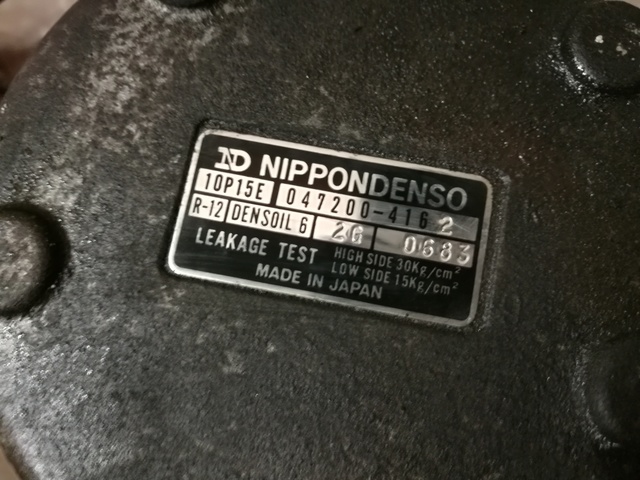 ND NIPPONDENSO
10P15E 047200-4162
R-12 DENSOIL 6 2G 0683
LEAKAGE TEST HIGH SIDE 30Kg/cm²
LOW SIDE 15Kg/cm²
MADE IN JAPAN